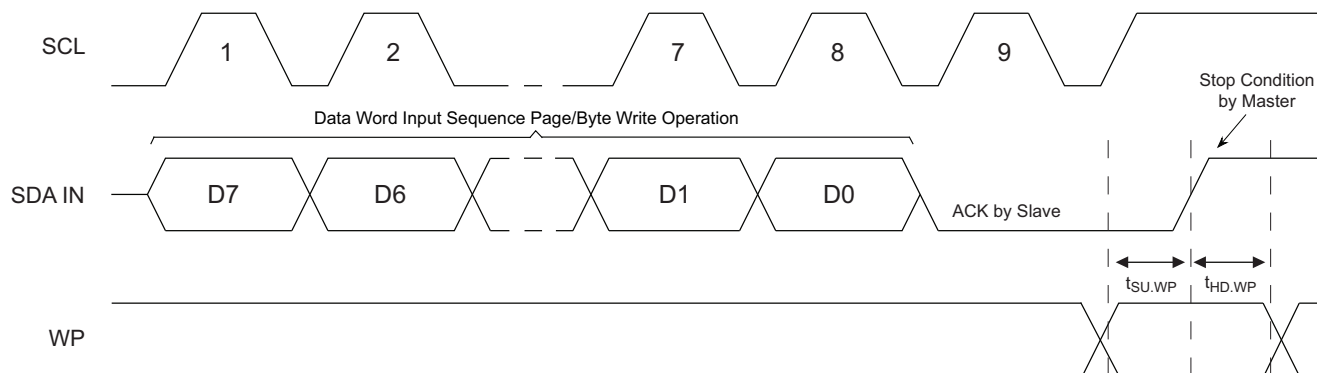 SCL
1
2
7
8
9
Stop Condition
by Master
Data Word Input Sequence Page/Byte Write Operation
SDA IN
D7
D6
D1
D0
ACK by Slave
tSU.WP
tHD.WP
WP